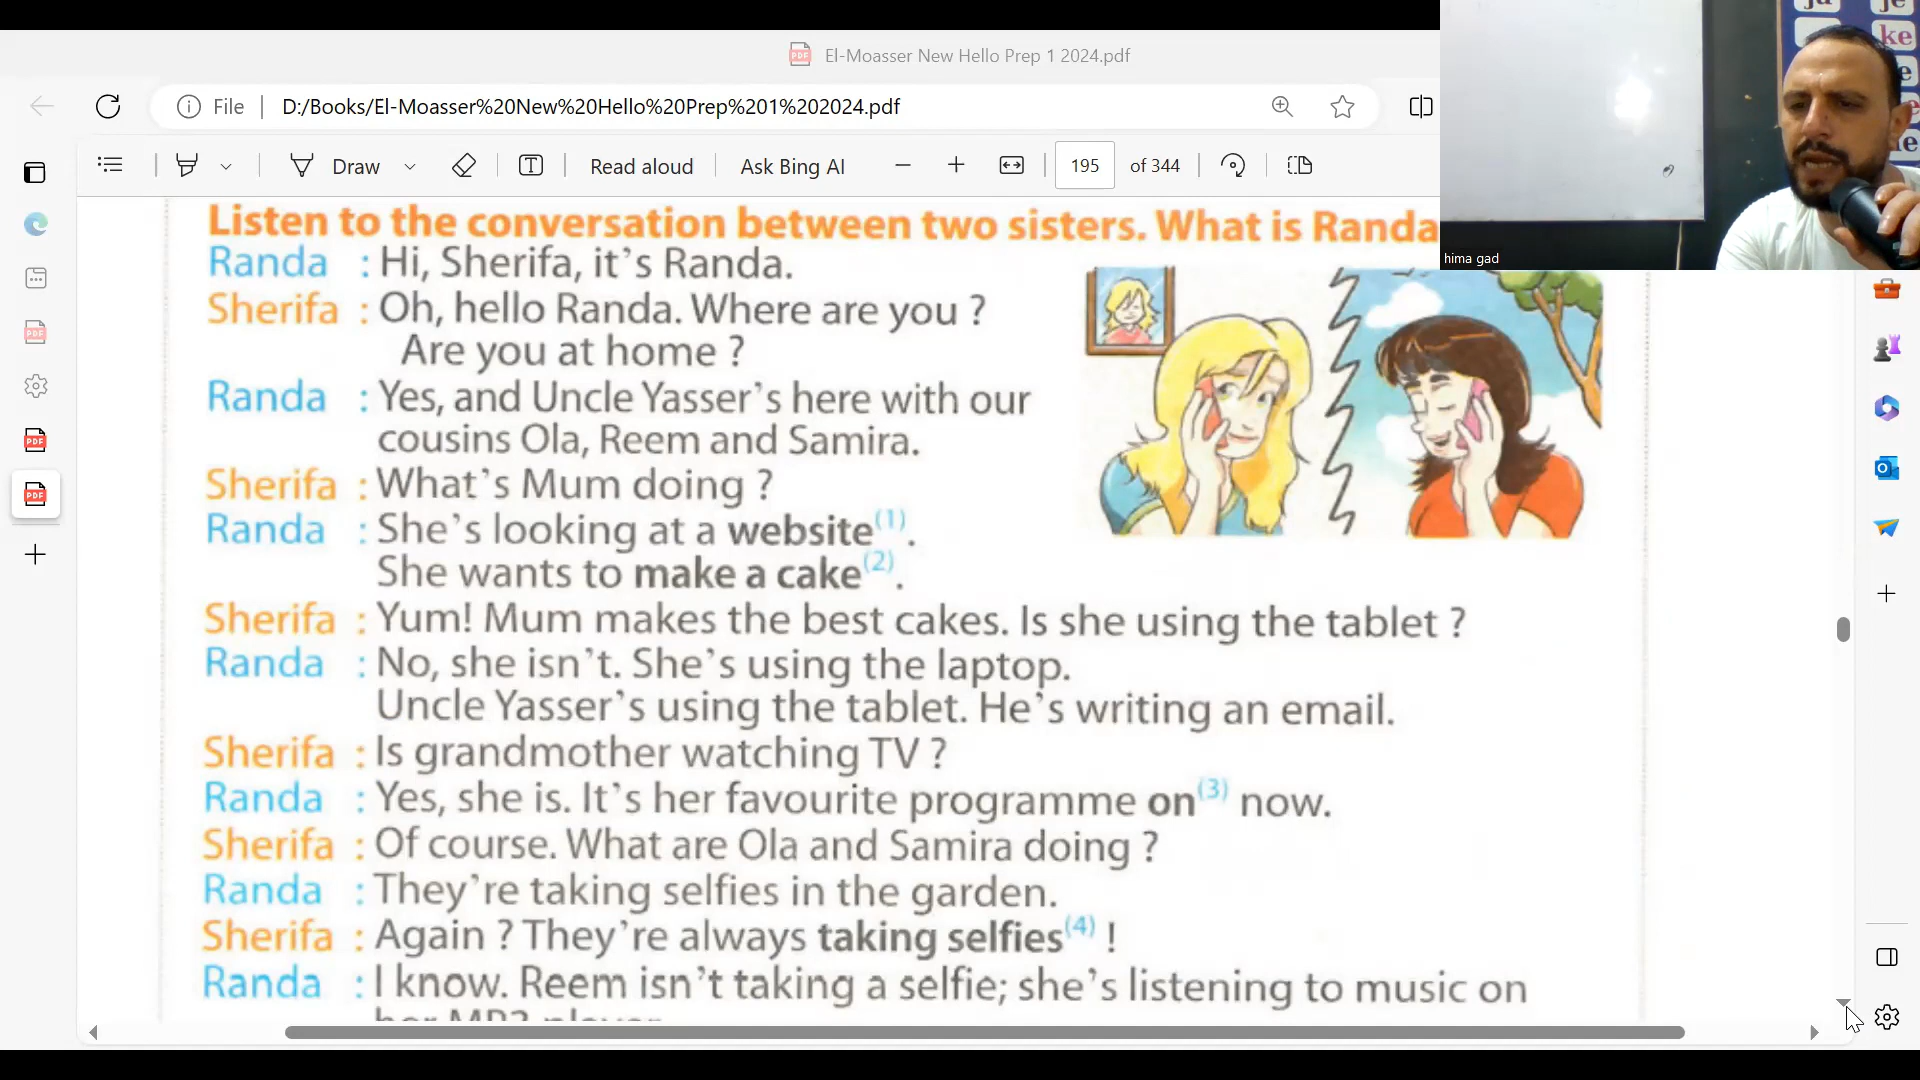 El-Moasser New Hello Prep 1 2024.pdf
File D:/Books/El-Moasser%20New%20Hello%20Prep%201%202024.pdf
Draw Read aloud Ask Bing AI 195 of 344
ke
hima gad
Listen to the conversation between two sisters. What is Randa
Randa : Hi, Sherifa, it's Randa.
Sherifa : Oh, hello Randa. Where are you ?
Are you at home ?
Randa : Yes, and Uncle Yasser's here with our
cousins Ola, Reem and Samira.
Sherifa : What's Mum doing ?
Randa : She's looking at a website(1).
She wants to make a cake(2).
Sherifa : Yum! Mum makes the best cakes. Is she using the tablet ?
Randa : No, she isn't. She's using the laptop.
Uncle Yasser's using the tablet. He's writing an email.
Sherifa : Is grandmother watching TV ?
Randa : Yes, she is. It's her favourite programme on(3) now.
Sherifa : Of course. What are Ola and Samira doing ?
Randa : They're taking selfies in the garden.
Sherifa : Again ? They're always taking selfies(4) !
Randa : I know. Reem isn't taking a selfie; she's listening to music on
her MP3 player.